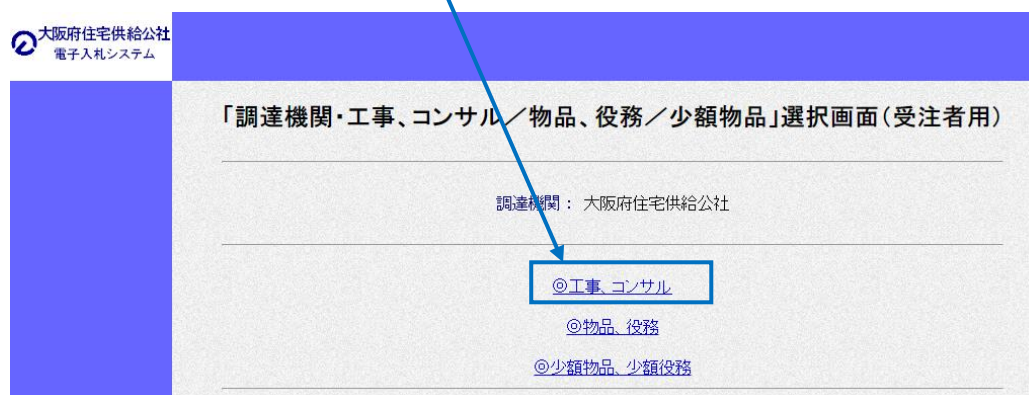 大阪府住宅供給公社
電子入札システム
「調達機関・工事、コンサル／物品、役務／少額物品」選択画面(受注者用)
調達機関： 大阪府住宅供給公社
◎工事、コンサル
◎物品、役務
◎少額物品、少額役務